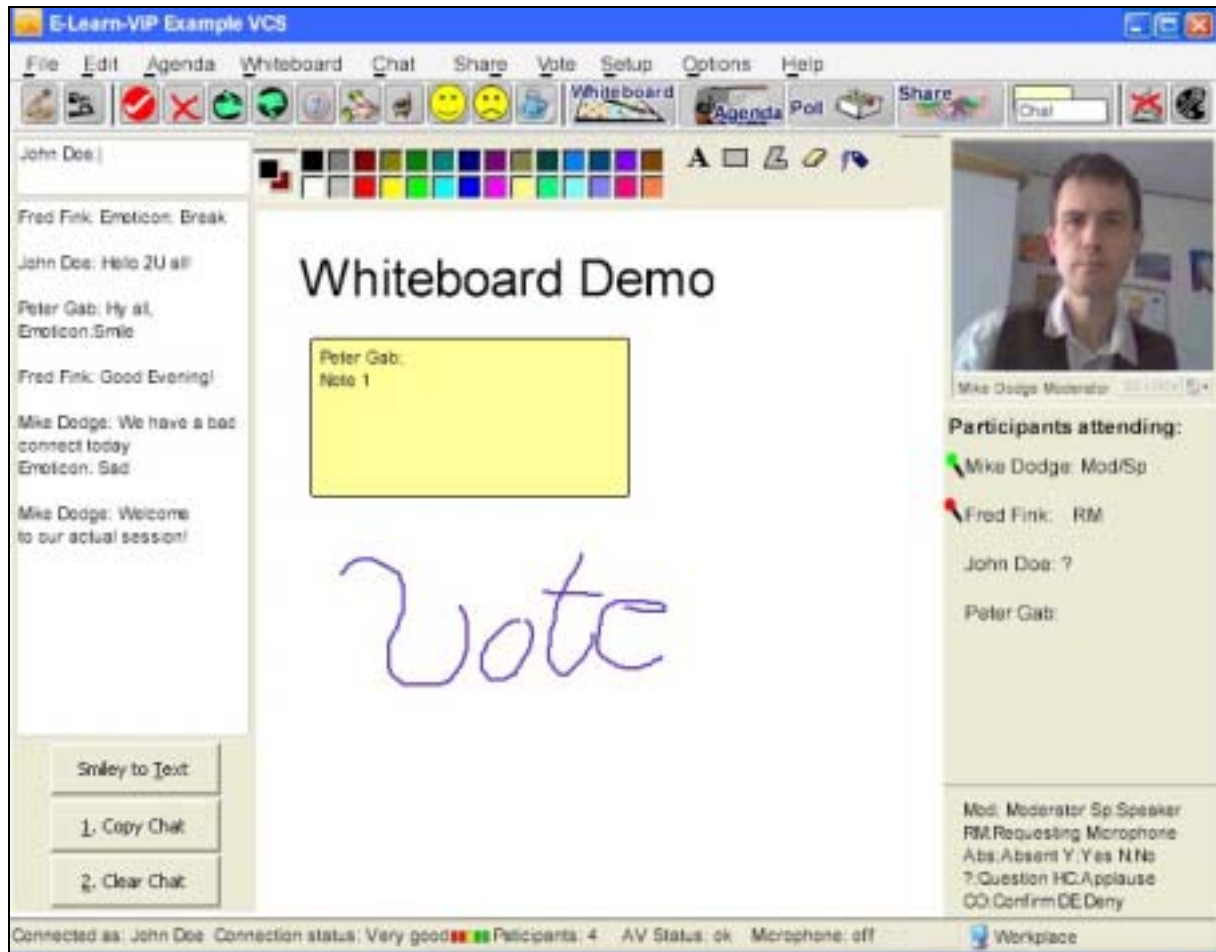 E-Learn-VIP Example VCS
File Edit Agenda Whiteboard Chat Share Vote Setup Options Help
Whiteboard Agenda Poll Share Chat
John Doe:
A
Fred Fink: Emoticon: Break
John Doe: Hello 2U all!
Peter Gab: Hy all,
Emoticon:Smile
Fred Fink: Good Evening!
Mike Dodge: We have a bad
connect today
Emoticon: Sad
Mike Dodge: Welcome
to our actual session!
Smiley to Text
1. Copy Chat
2. Clear Chat
Whiteboard Demo
Peter Gab:
Note 1
Vote
Mike Dodge Moderator
Participants attending:
Mike Dodge: Mod/Sp
Fred Fink: RM
John Doe: ?
Peter Gab:
Mod: Moderator Sp:Speaker
RM:Requesting Microphone
Abs:Absent Y:Yes N:No
?:Question HC:Applause
CO:Confirm DE:Deny
Connected as: John Doe Connection status: Very good Paticipants: 4 AV Status: ok Microphone: off Workplace